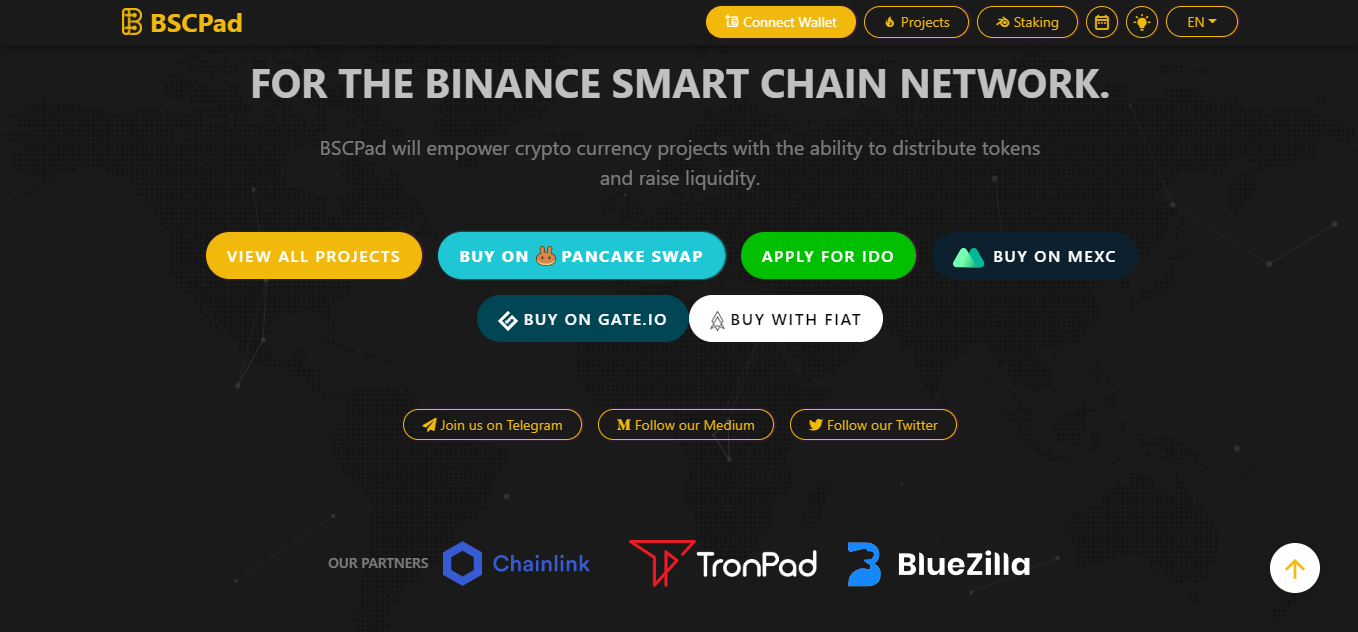 BSCPad
Connect Wallet
Projects
Staking
EN
FOR THE BINANCE SMART CHAIN NETWORK.
BSCPad will empower crypto currency projects with the ability to distribute tokens
and raise liquidity.
VIEW ALL PROJECTS
BUY ON PANCAKE SWAP
APPLY FOR IDO
BUY ON MEXC
BUY ON GATE.IO
BUY WITH FIAT
Join us on Telegram
Follow our Medium
Follow our Twitter
OUR PARTNERS
Chainlink
TronPad
BlueZilla